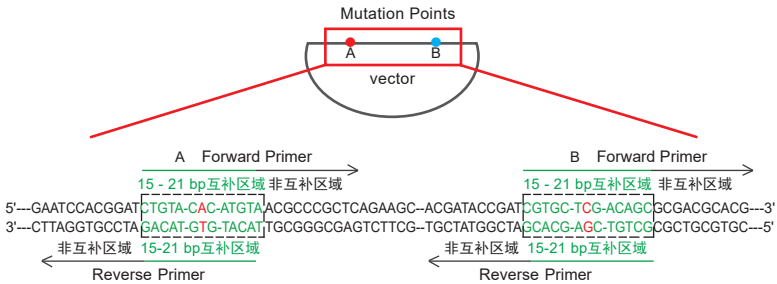 Mutation Points
A B
vector
A Forward Primer B Forward Primer
15 - 21 bp互补区域 非互补区域 15 - 21 bp互补区域 非互补区域
5'---GAATCCACGGATCTGTA-CAC-ATGTA ACGCCCGCTCAGAAGC--ACGATACCGATCGTGC-TCG-ACAGCGCGACGCACG---3'
3'---CTTAGGTGCCTAGACAT-GTG-TACATTGCGGGCGAGTCTTCG--TGCTATGGCTAGCACG-AGC-TGTCGCGCTGCGTGC---5'
非互补区域 15-21 bp互补区域 非互补区域 15-21 bp互补区域
Reverse Primer Reverse Primer